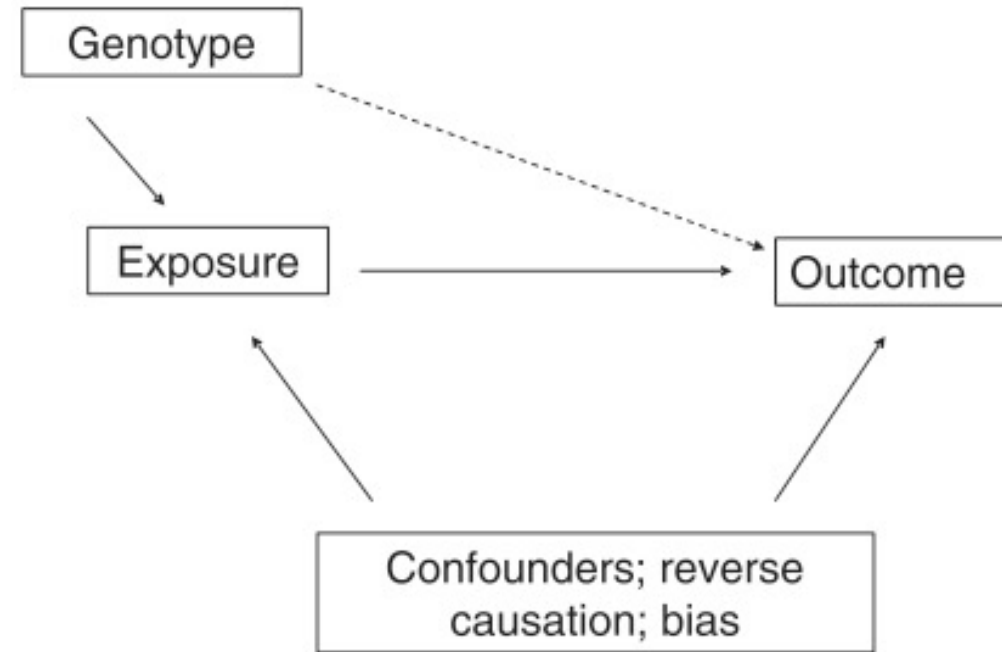 Genotype
Exposure
Outcome
Confounders; reverse
causation; bias